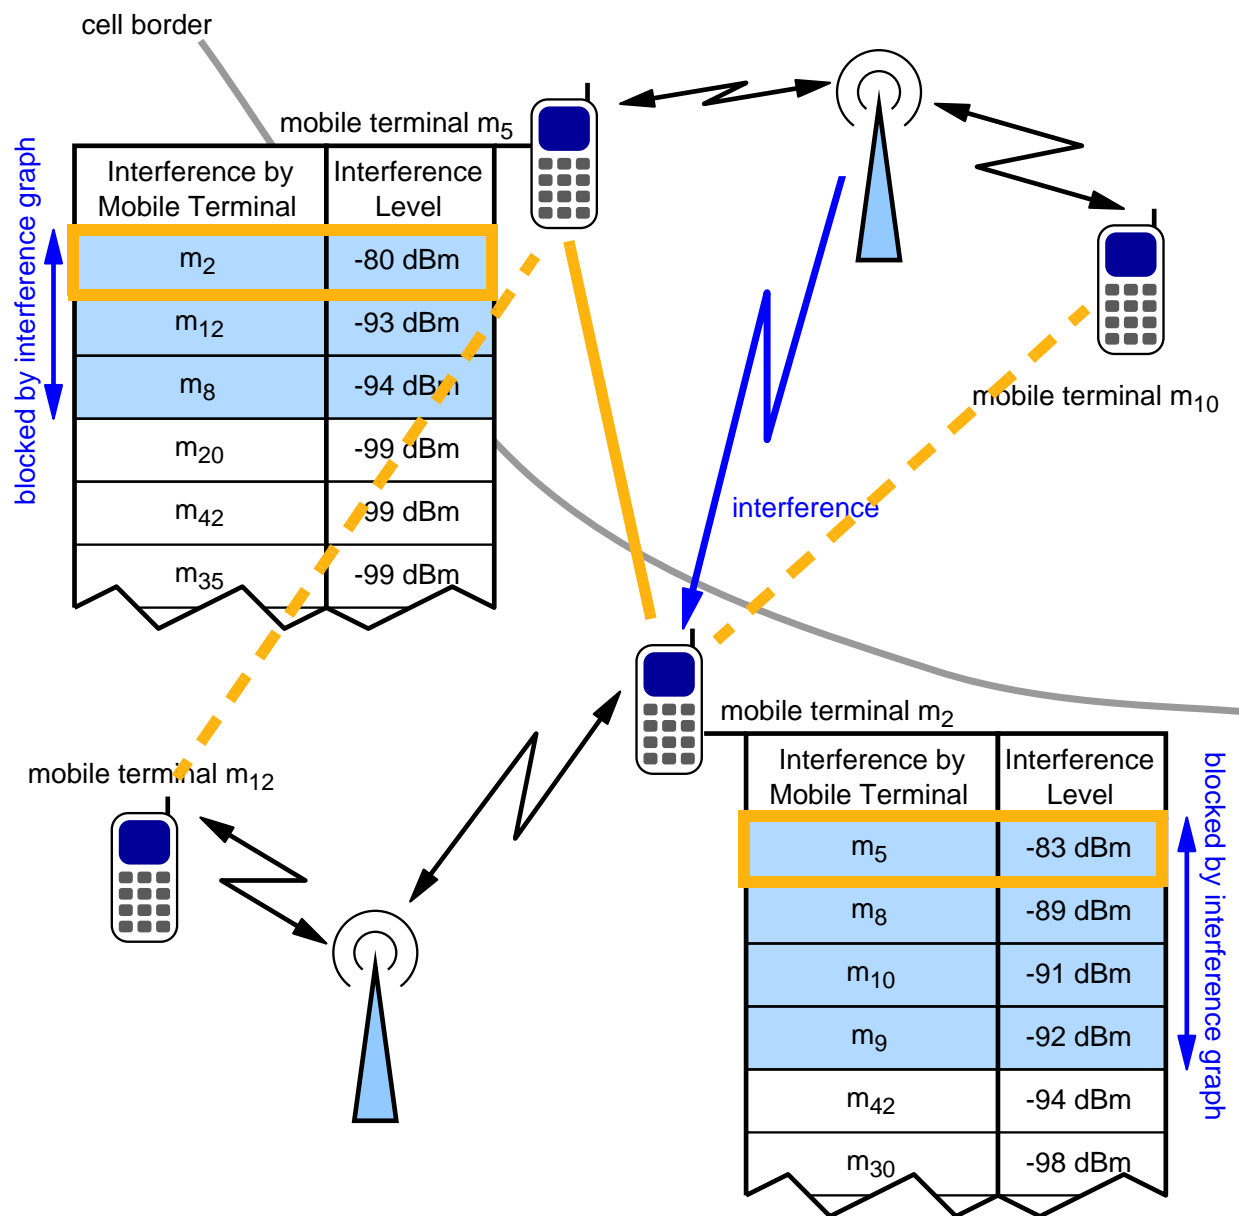 cell border
mobile terminal m5
blocked by interference graph
Interference by Interference
Mobile Terminal Level
m2 -80 dBm
m12 -93 dBm
m8 -94 dBm
m20 -99 dBm
m42 -99 dBm
m35 -99 dBm
mobile terminal m10
interference
mobile terminal m2
mobile terminal m12
Interference by Interference
Mobile Terminal Level
m5 -83 dBm
m8 -89 dBm
m10 -91 dBm
m9 -92 dBm
m42 -94 dBm
m30 -98 dBm
blocked by interference graph